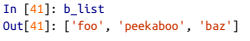 In [41]: b_list
Out[41]: ['foo', 'peekaboo', 'baz']